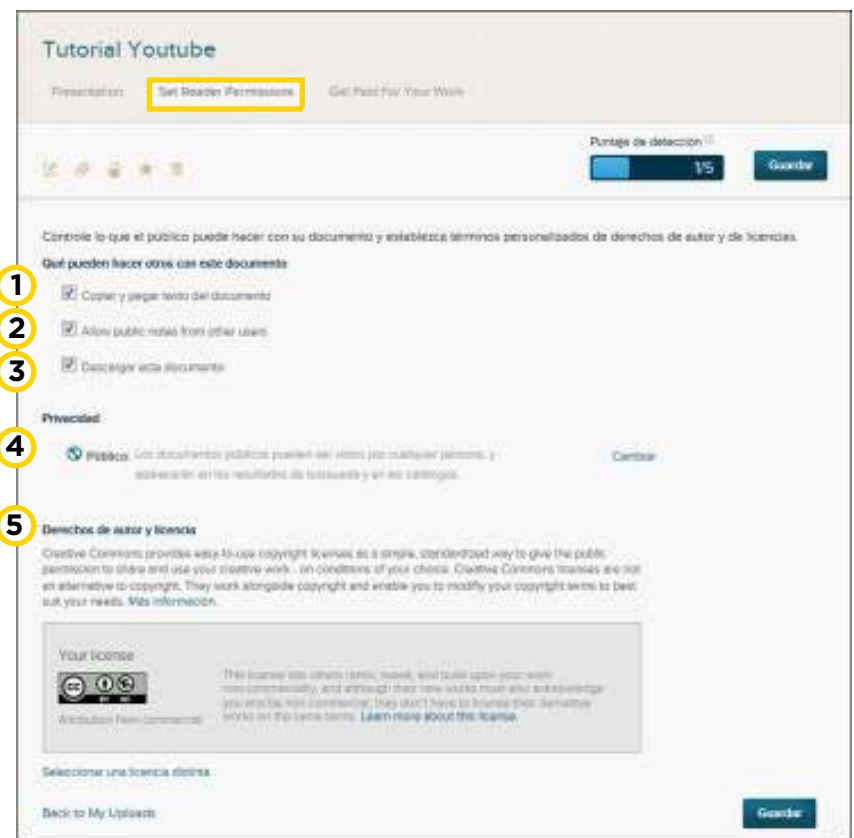 Tutorial Youtube
Presentation Set Reader Permissions Get Paid For Your Work
Puntaje de detección
1/5 Guardar
Controle lo que el público puede hacer con su documento y establezca términos personalizados de derechos de autor y de licencias.
Qué pueden hacer otros con este documento
1
Copiar y pegar texto del documento
2
Allow public notes from other users
3
Descargar este documento
Privacidad
4
Público Los documentos públicos pueden ser vistos por cualquier persona, y Cambiar
aparecerán en los resultados de búsqueda y en los catálogos.
5
Derechos de autor y licencia
Creative Commons provides easy-to-use copyright licenses as a simple, standardized way to give the public
permission to share and use your creative work - on conditions of your choice. Creative Commons licenses are not
an alternative to copyright. They work alongside copyright and enable you to modify your copyright terms to best
suit your needs. Más información.
Your license
cc
BY NC
Attribution Non-commercial
This license lets others remix, tweak, and build upon your work
non-commercially, and although their new works must also acknowledge
you and be non-commercial, they don't have to license their derivative
works on the same terms. Learn more about this license.
Seleccionar una licencia distinta.
Back to My Uploads Guardar